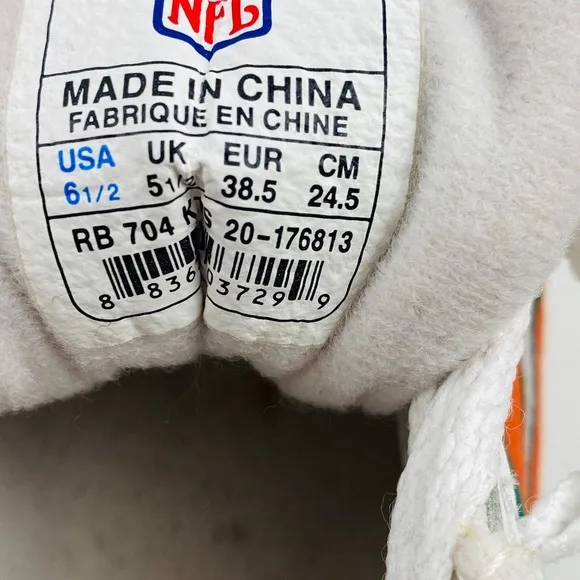 NFL
MADE IN CHINA
FABRIQUE EN CHINE
USA UK EUR CM
6 1/2 38.5 24.5
RB 704 20-176813